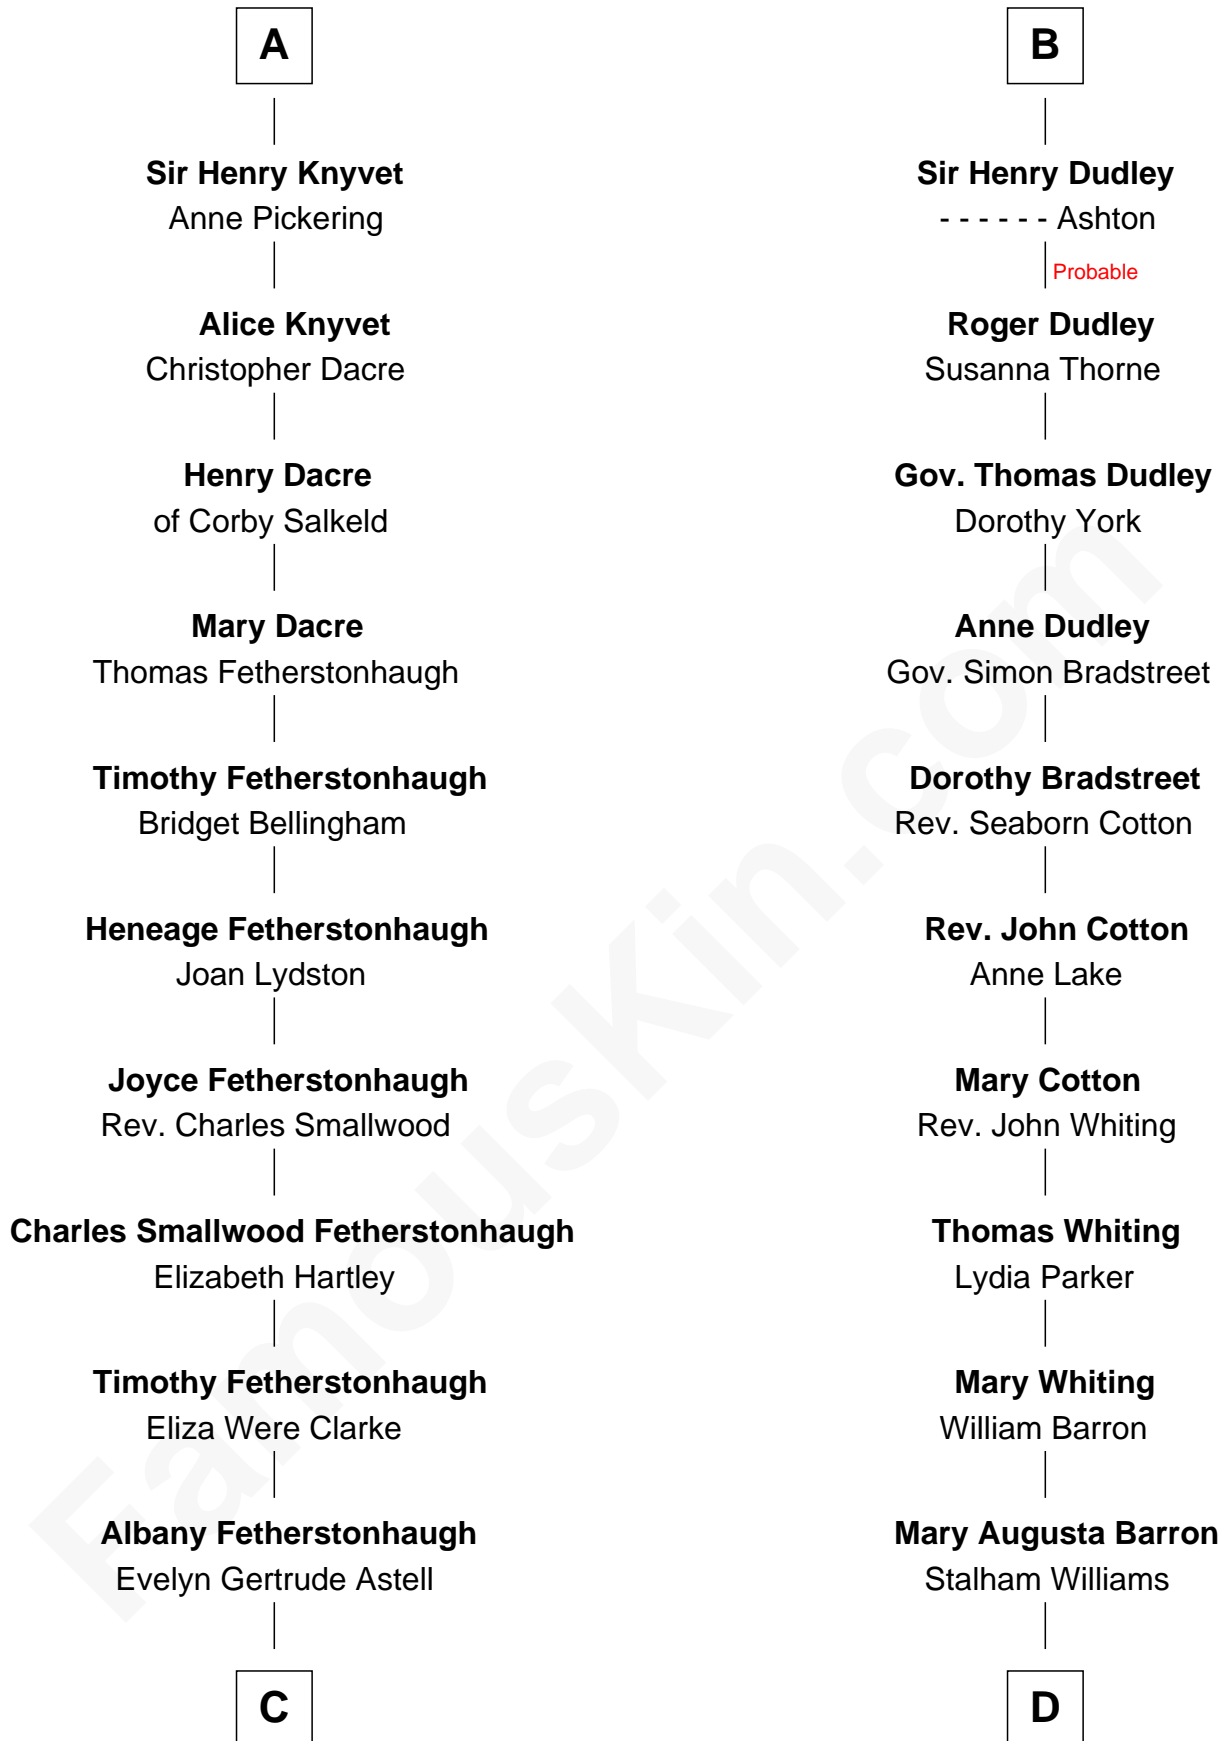 A
Sir Henry Knyvet
Anne Pickering
Alice Knyvet
Christopher Dacre
Henry Dacre
of Corby Salkeld
Mary Dacre
Thomas Fetherstonhaugh
Timothy Fetherstonhaugh
Bridget Bellingham
Heneage Fetherstonhaugh
Joan Lydston
Joyce Fetherstonhaugh
Rev. Charles Smallwood
Charles Smallwood Fetherstonhaugh
Elizabeth Hartley
Timothy Fetherstonhaugh
Eliza Were Clarke
Albany Fetherstonhaugh
Evelyn Gertrude Astell
C
B
Sir Henry Dudley
- - - - - - Ashton
Probable
Roger Dudley
Susanna Thorne
Gov. Thomas Dudley
Dorothy York
Anne Dudley
Gov. Simon Bradstreet
Dorothy Bradstreet
Rev. Seaborn Cotton
Rev. John Cotton
Anne Lake
Mary Cotton
Rev. John Whiting
Thomas Whiting
Lydia Parker
Mary Whiting
William Barron
Mary Augusta Barron
Stalham Williams
D
FamousKin.com